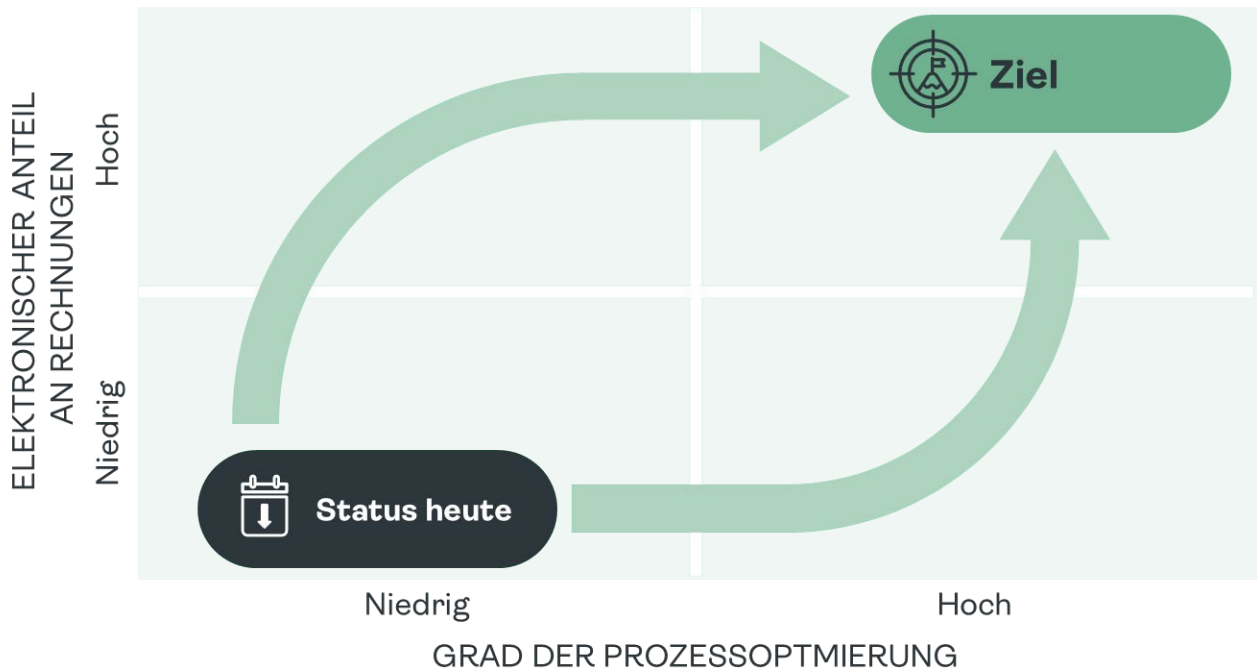 ELEKTRONISCHER ANTEIL
AN RECHNUNGEN
Hoch
Niedrig
Ziel
Status heute
Niedrig
Hoch
GRAD DER PROZESSOPTMIERUNG